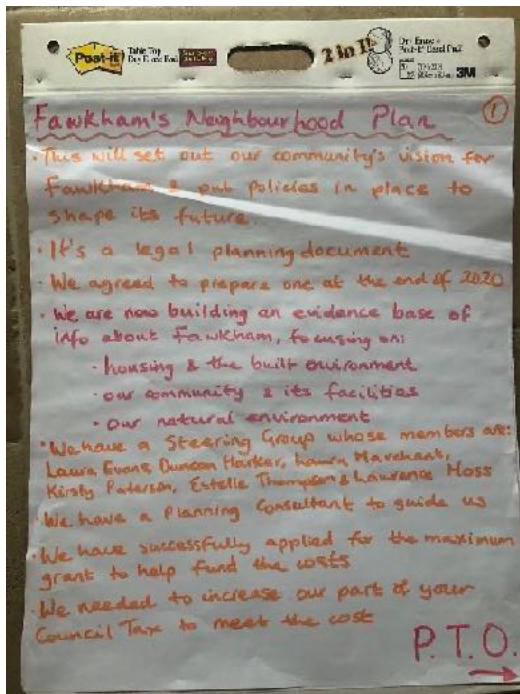 Post-it
Table Top
2 in 1!
Dry Erase +
3M
Fawkham's Neighbourhood Plan
1
• This will set out our community's vision for
Fawkham & put policies in place to
shape its future.
• It's a legal planning document
• We agreed to prepare one at the end of 2020
• We are now building an evidence base of
info about Fawkham, focusing on:
• housing & the built environment
• our community & its facilities
• our natural environment
• We have a Steering Group whose members are:
Laura Evans, Duncan Harker, Marchant,
Kirsty Paterson, Estelle Thompson & Laurence Moss
• We have a Planning Consultant to guide us
• We have successfully applied for the maximum
grant to help fund the costs
• We needed to increase our part of your
Council Tax to meet the cost
P.T.O.